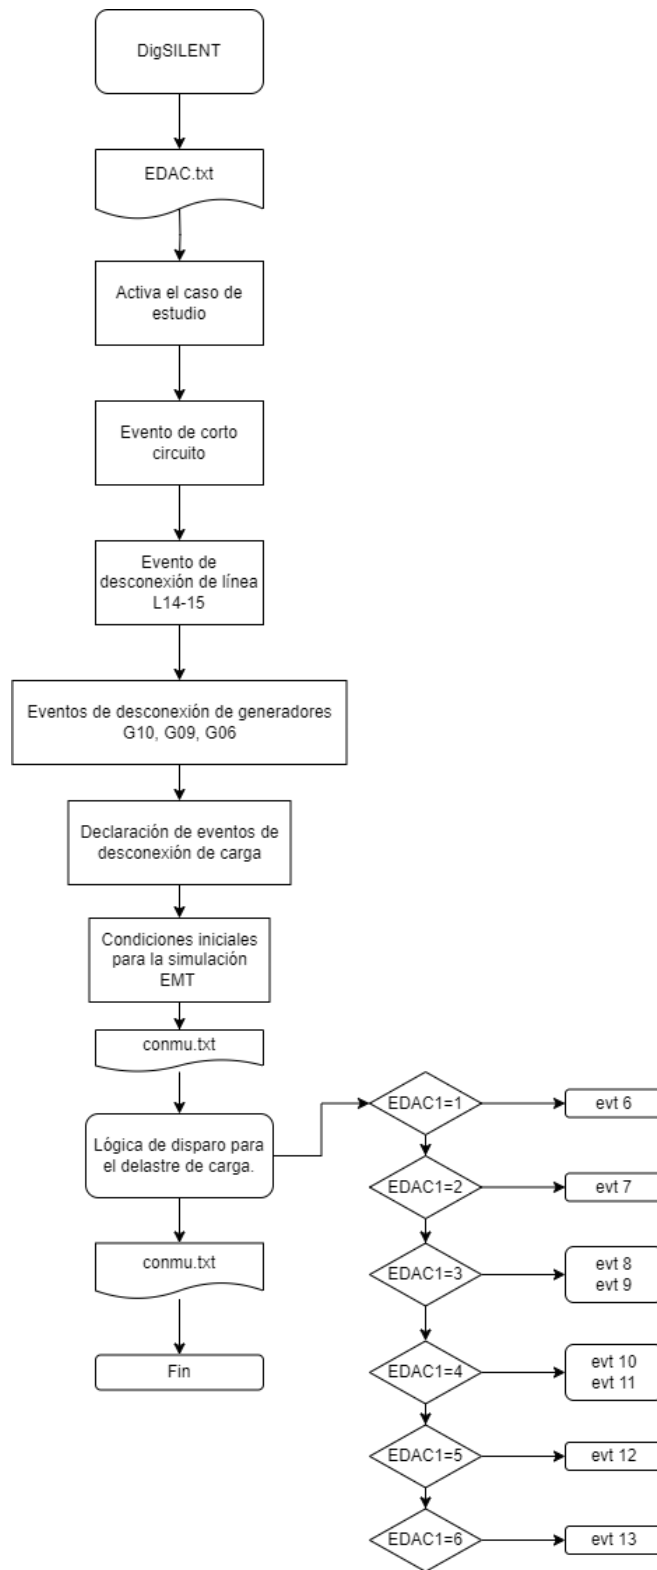 DigSILENT
EDAC.txt
Activa el caso de
estudio
Evento de corto
circuito
Evento de
desconexión de línea
L14-15
Eventos de desconexión de generadores
G10, G09, G06
Declaración de eventos de
desconexión de carga
Condiciones iniciales
para la simulación
EMT
conmu.txt
Lógica de disparo para
el delastre de carga.
conmu.txt
Fin
EDAC1=1
evt 6
EDAC1=2
evt 7
EDAC1=3
evt 8
evt 9
EDAC1=4
evt 10
evt 11
EDAC1=5
evt 12
EDAC1=6
evt 13